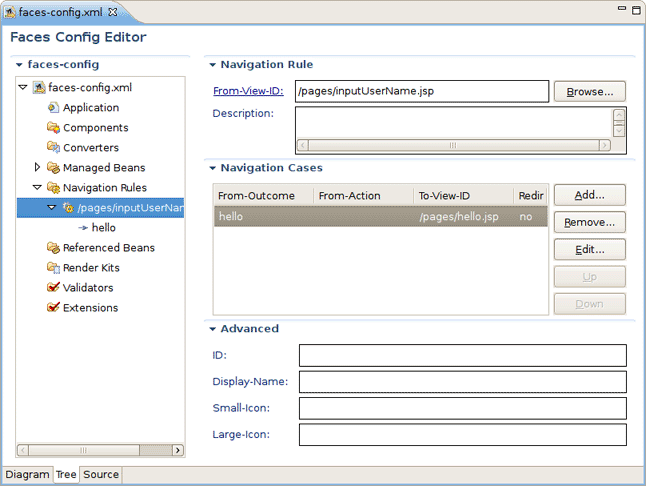 faces-config.xml
Faces Config Editor
faces-config
faces-config.xml
Application
Components
Converters
Managed Beans
Navigation Rules
/pages/inputUserNar
hello
Referenced Beans
Render Kits
Validators
Extensions
Navigation Rule
From-View-ID: /pages/inputUserName.jsp Browse...
Description:
Navigation Cases
From-Outcome From-Action To-View-ID Redir
hello /pages/hello.jsp no
Add...
Remove...
Edit...
Up
Down
Advanced
ID:
Display-Name:
Small-Icon:
Large-Icon:
Diagram Tree Source